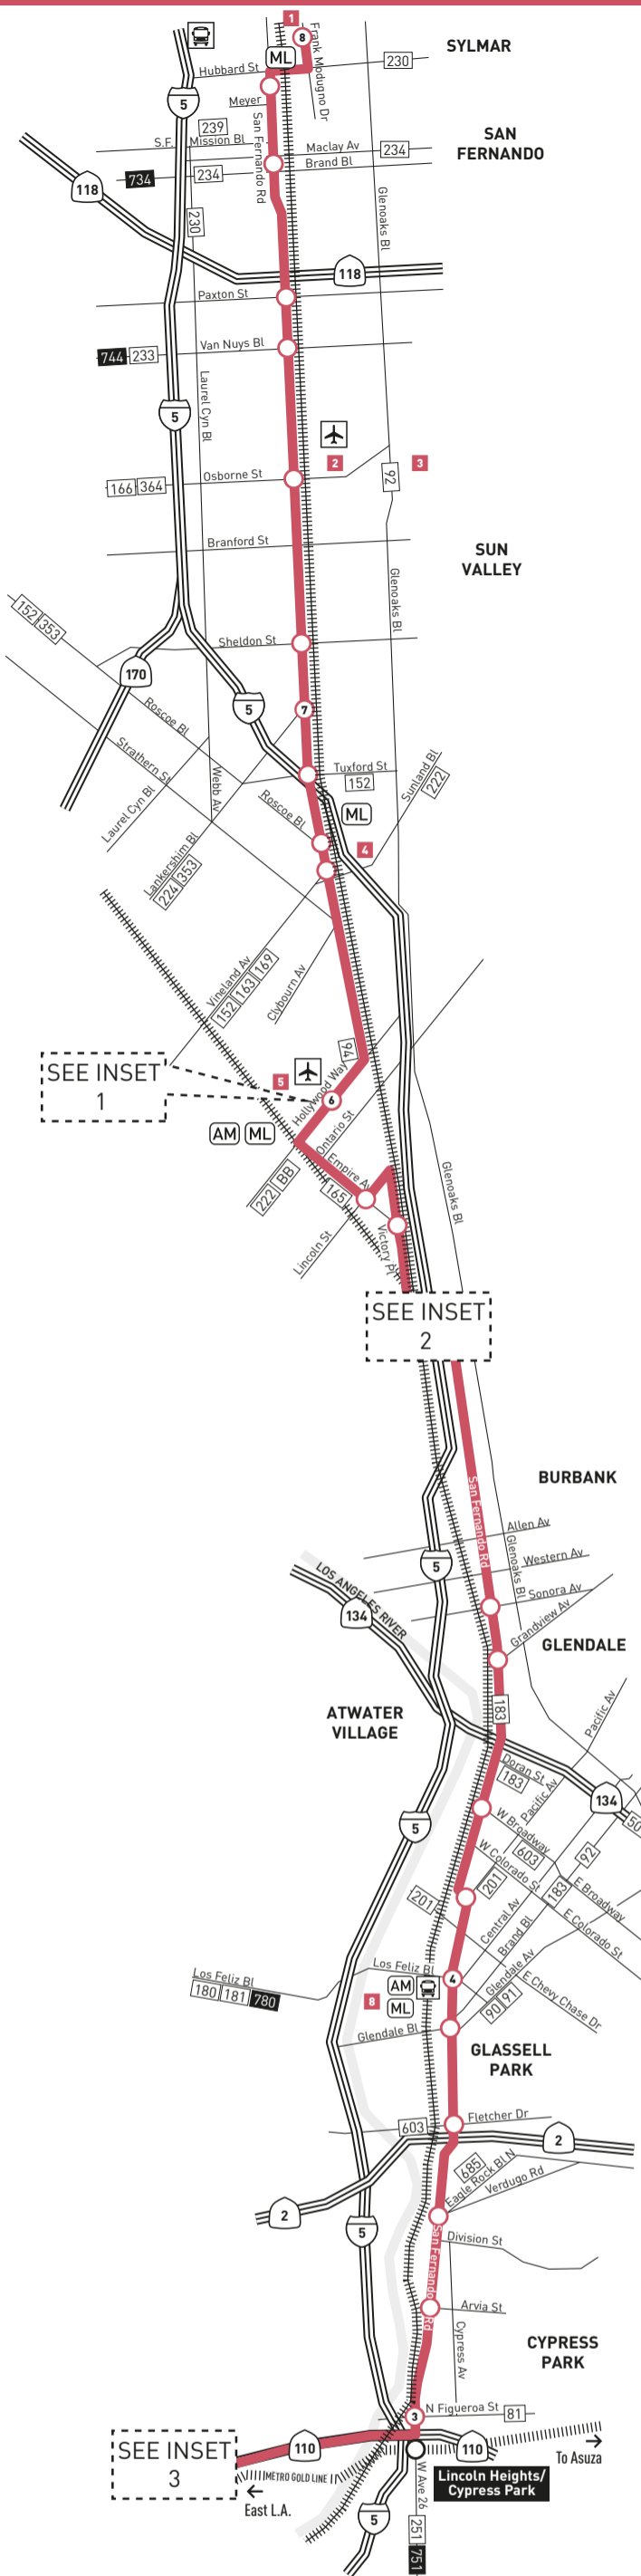 1
8
Frank Modugno Dr
SYLMAR
ML
Hubbard St
230
5
Meyer
San Fernando Rd
239
S.F. Mission Bl
SAN
FERNANDO
Maclay Av
234
Brand Bl
734
234
118
230
Glenoaks Bl
118
Paxton St
Van Nuys Bl
744 233
Laurel Cyn Bl
5
2
3
Osborne St
166 364
92
Branford St
SUN
VALLEY
Glenoaks Bl
152 353
Sheldon St
170
5
7
Roscoe Bl
Strathern St
Webb Av
Tuxford St
152
Sunland Bl
222
Laurel Cyn Bl
Roscoe Bl
ML
4
Lankershim Bl
224 353
Vineland Av
152 163 169
Clybourn Av
94
SEE INSET
1
5
Hollywood Way
6
AM ML
Ontario St
Empire Av
222 BB
165
Glenoaks Bl
Lincoln St
Victory Pl
SEE INSET
2
BURBANK
San Fernando Rd
Allen Av
Glenoaks Bl
Western Av
5
Sonora Av
LOS ANGELES RIVER
134
Grandview Av
GLENDALE
183
ATWATER
VILLAGE
Pacific Av
Doran St
183
Pacific Av
134
50
5
W Broadway
603
92
W Colorado St
201
183
E Broadway
201
Central Av
E Colorado St
Brand Bl
Los Feliz Bl
180 181 780
Los Feliz Bl
Glendale Av
E Chevy Chase Dr
AM
4
8
ML
90 91
Glendale Bl
GLASSELL
PARK
603
Fletcher Dr
2
685
Eagle Rock Bl N
Verdugo Rd
2
5
San Fernando Rd
Division St
Arvia St
Cypress Av
CYPRESS
PARK
3
N Figueroa St
81
SEE INSET
3
110
110
To Asuza
METRO GOLD LINE
East L.A.
W Ave 26
Lincoln Heights/
Cypress Park
5
251
751